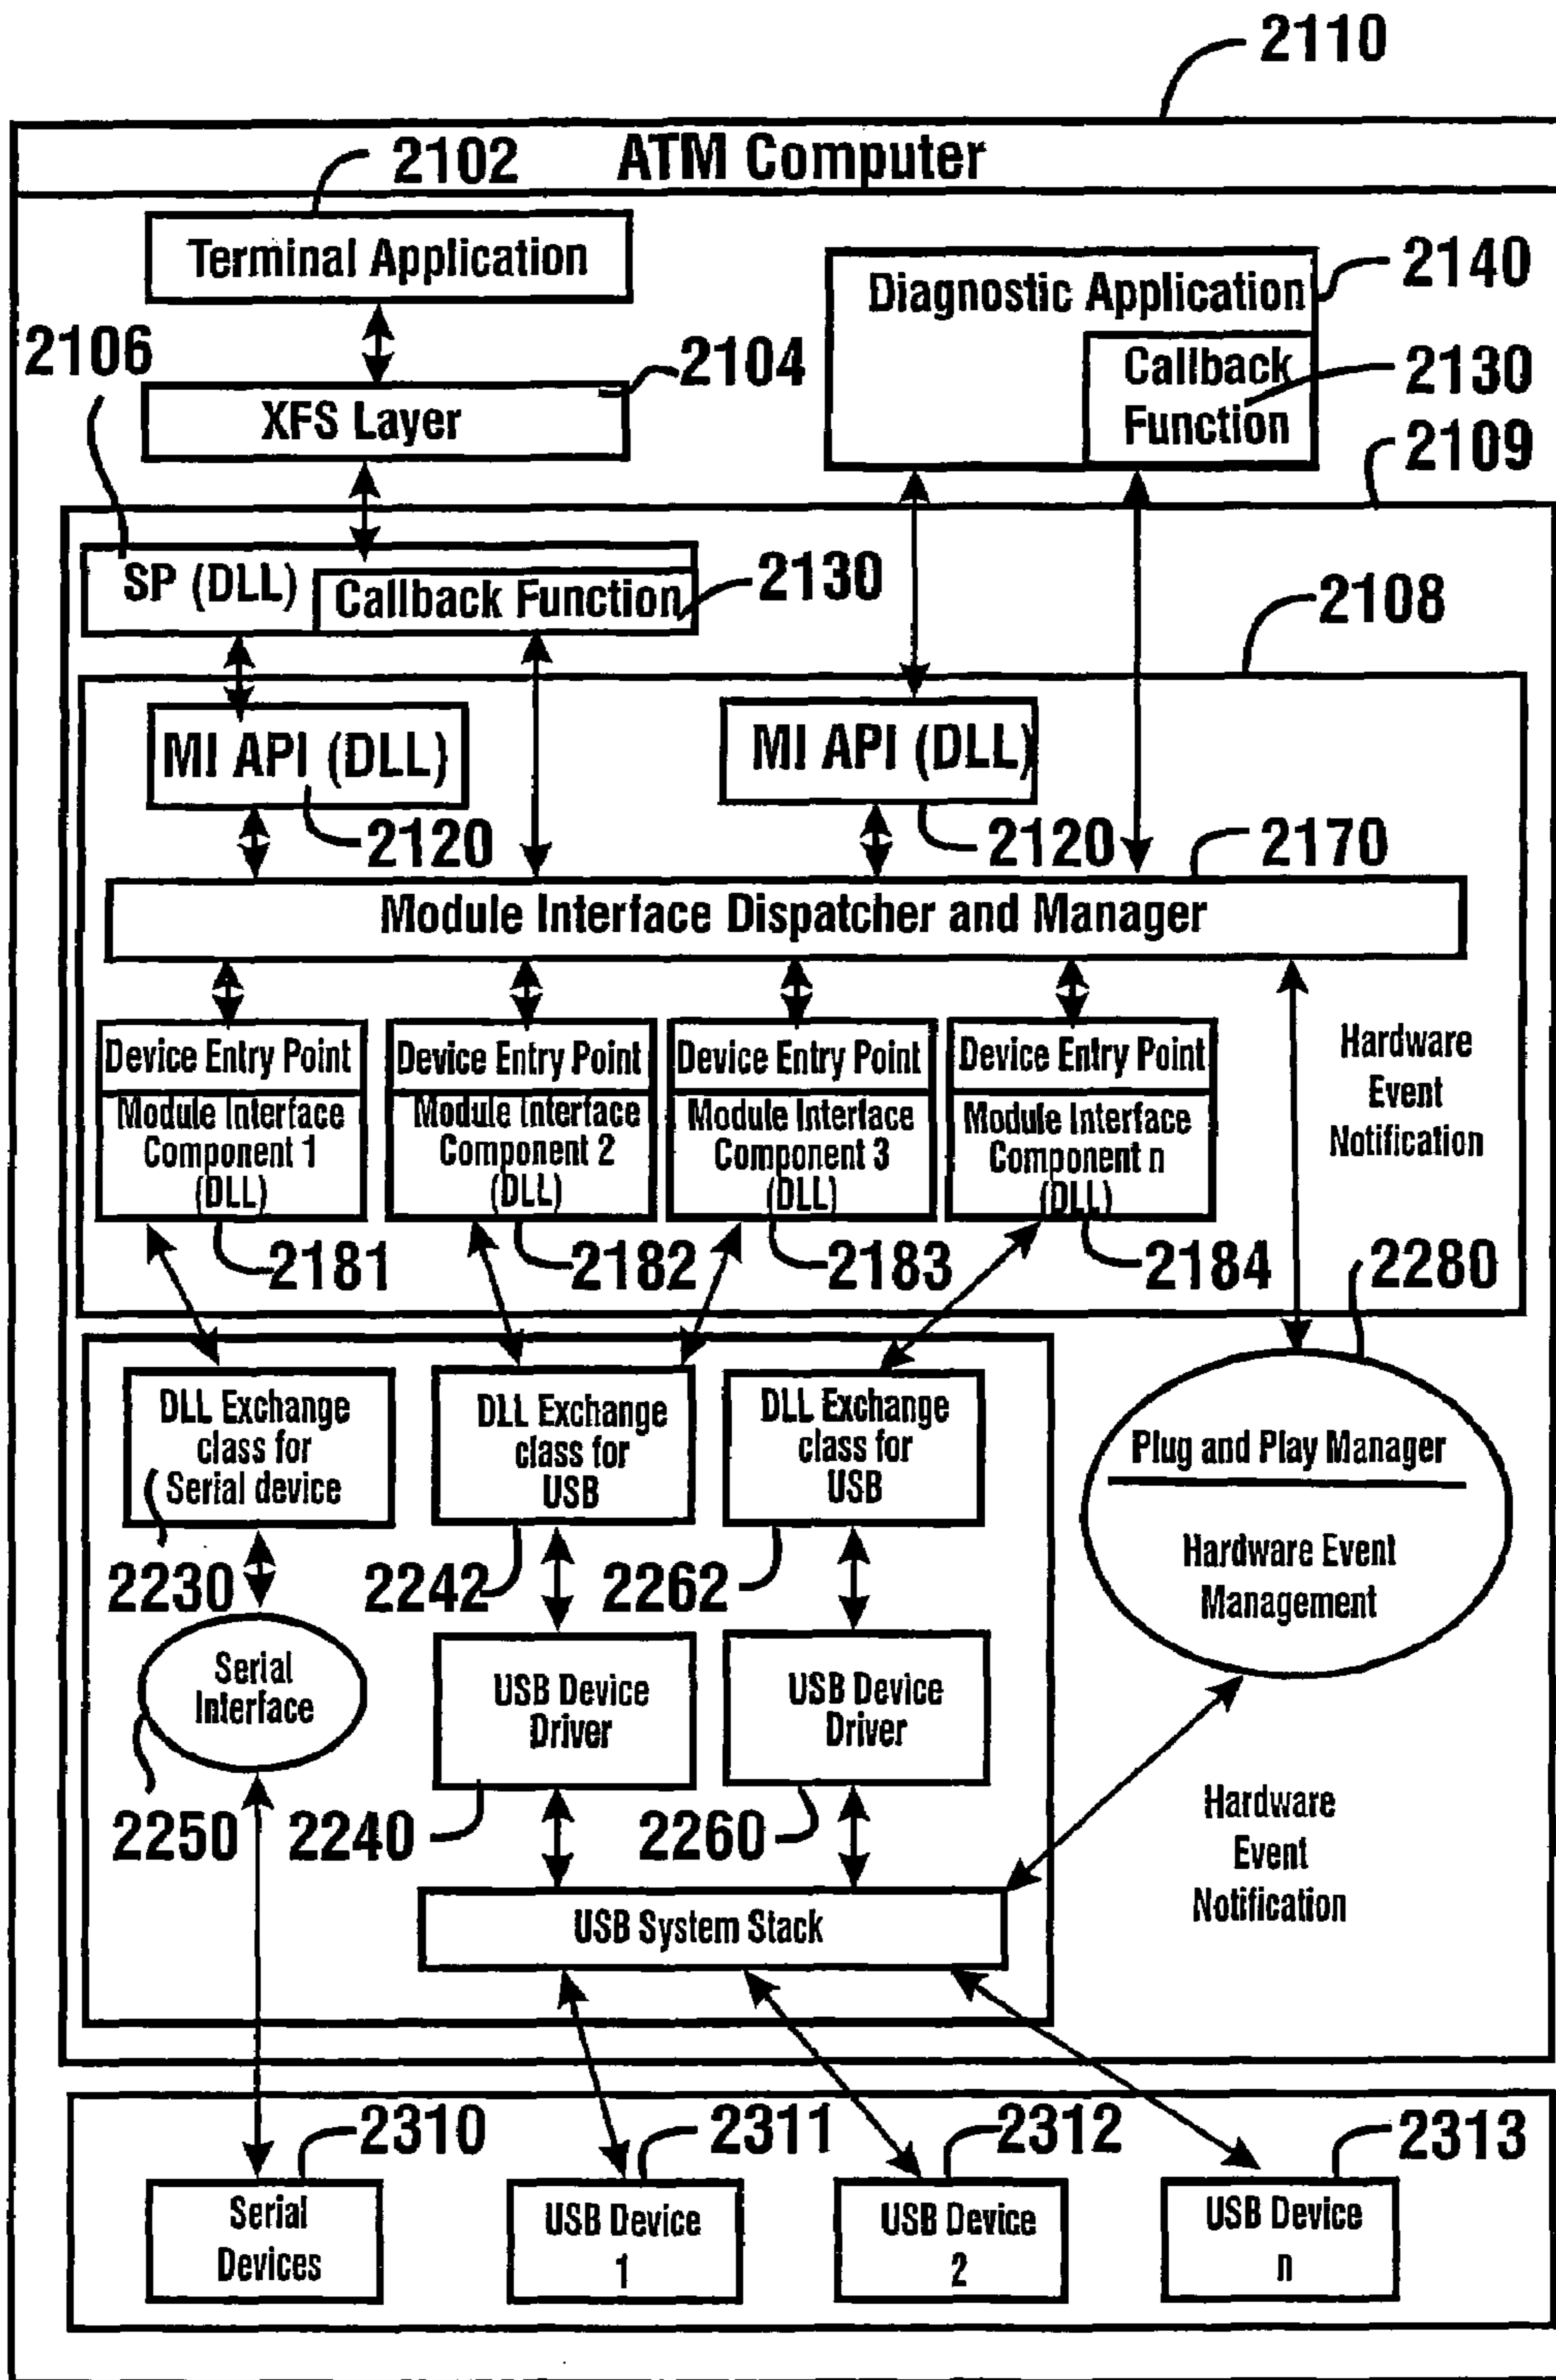 2110
ATM Computer
2102
Terminal Application
2140
Diagnostic Application
2106
2104
Callback
Function
2130
XFS Layer
2109
SP (DLL)
Callback Function
2130
2108
MI API (DLL)
MI API (DLL)
2120
2120
2170
Module Interface Dispatcher and Manager
Device Entry Point
Module Interface
Component 1
(DLL)
Device Entry Point
Module Interface
Component 2
(DLL)
Device Entry Point
Module Interface
Component 3
(DLL)
Device Entry Point
Module Interface
Component n
(DLL)
Hardware
Event
Notification
2181
2182
2183
2184
2280
DLL Exchange
class for
Serial device
DLL Exchange
class for
USB
DLL Exchange
class for
USB
Plug and Play Manager
Hardware Event
Management
2230
2242
2262
Serial
Interface
USB Device
Driver
USB Device
Driver
2250
2240
2260
Hardware
Event
Notification
USB System Stack
2310
2311
2312
2313
Serial
Devices
USB Device
1
USB Device
2
USB Device
n